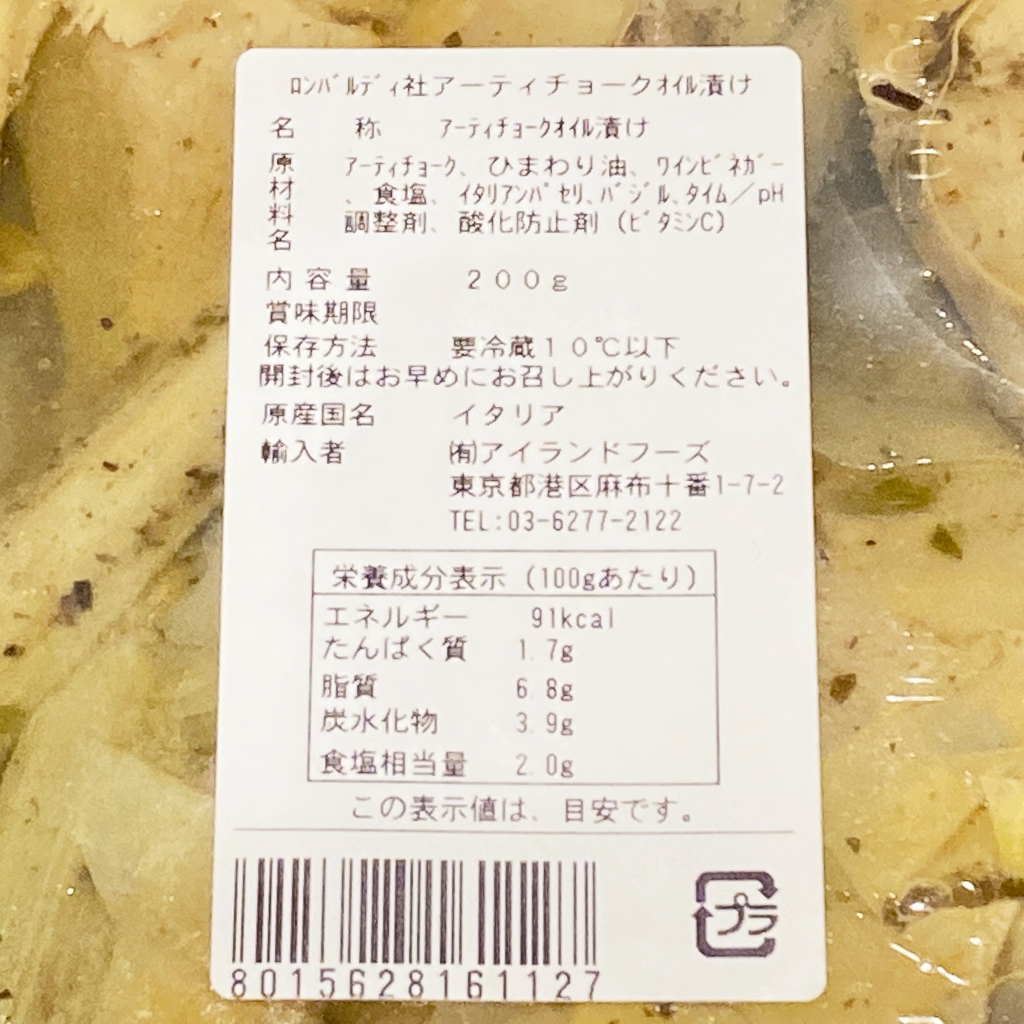 ﾛﾝﾊﾞﾙﾃﾞｨ社アーティチョークｵｲﾙ漬け
名称 ｱｰﾃｨﾁｮｰｸｵｲﾙ漬け
原材料名 ｱｰﾃｨﾁｮｰｸ、ひまわり油、ﾜｲﾝﾋﾞﾈｶﾞｰ
、食塩、ｲﾀﾘｱﾝﾊﾟｾﾘ、ﾊﾞｼﾞﾙ、ﾀｲﾑ／pH
調整剤、酸化防止剤（ﾋﾞﾀﾐﾝC）
内容量 ２００ｇ
賞味期限
保存方法 要冷蔵１０℃以下
開封後はお早めにお召し上がりください。
原産国名 イタリア
輸入者 ㈲アイランドフーズ
東京都港区麻布十番1-7-2
TEL:03-6277-2122
栄養成分表示（100gあたり）
エネルギー 91kcal
たんぱく質 1.7g
脂質 6.8g
炭水化物 3.9g
食塩相当量 2.0g
この表示値は、目安です。
8015628161127
プラ